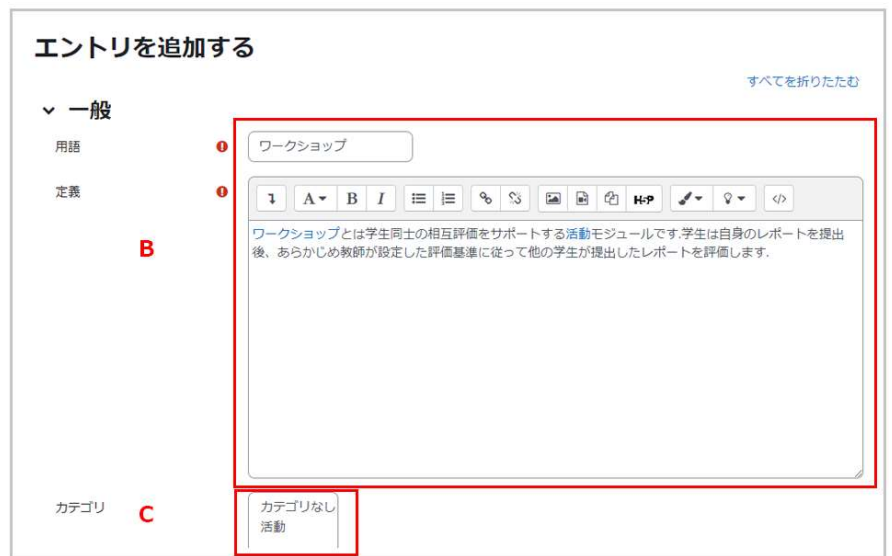 エントリを追加する
すべてを折りたたむ
一般
用語
ワークショップ
定義
A B I H-P </>
B
ワークショップとは学生同士の相互評価をサポートする活動モジュールです.学生は自身のレポートを提出
後、あらかじめ教師が設定した評価基準に従って他の学生が提出したレポートを評価します.
カテゴリ
C
カテゴリなし
活動